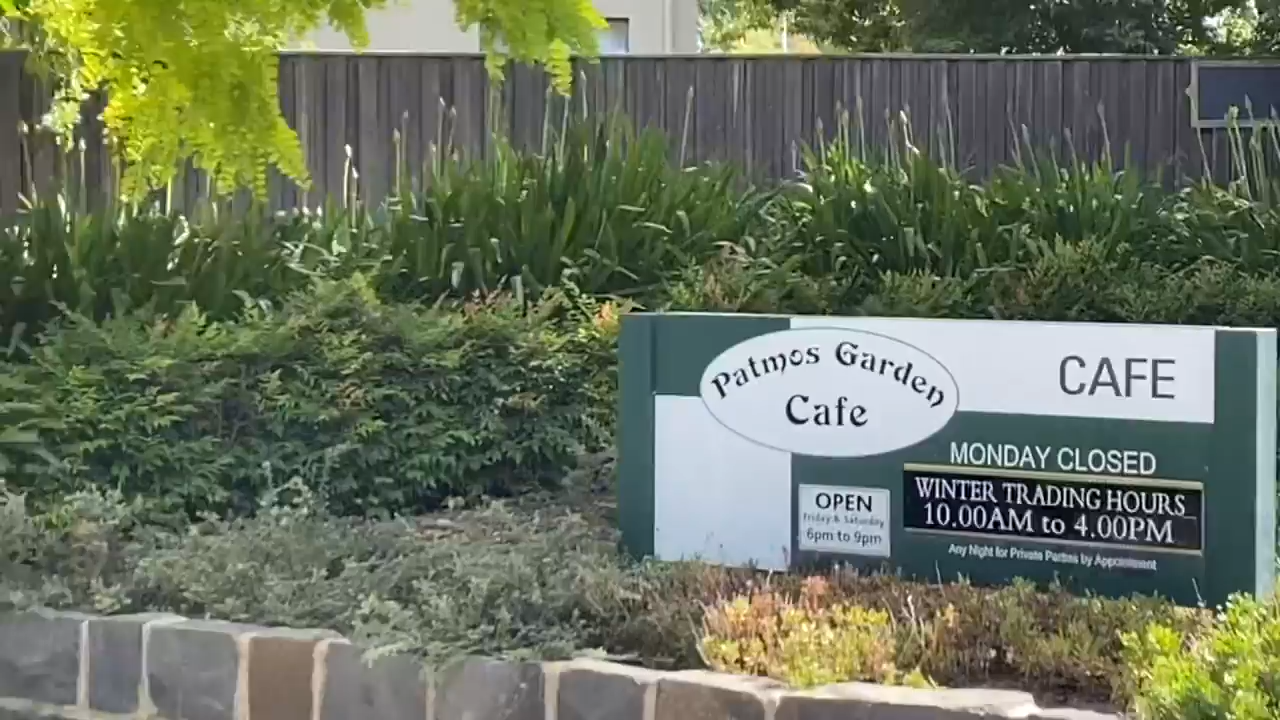 Patmos Garden
Cafe
CAFE
MONDAY CLOSED
WINTER TRADING HOURS
10.00AM to 4.00PM
Any Night for Private Parties by Appointment
OPEN
Friday & Saturday
6pm to 9pm